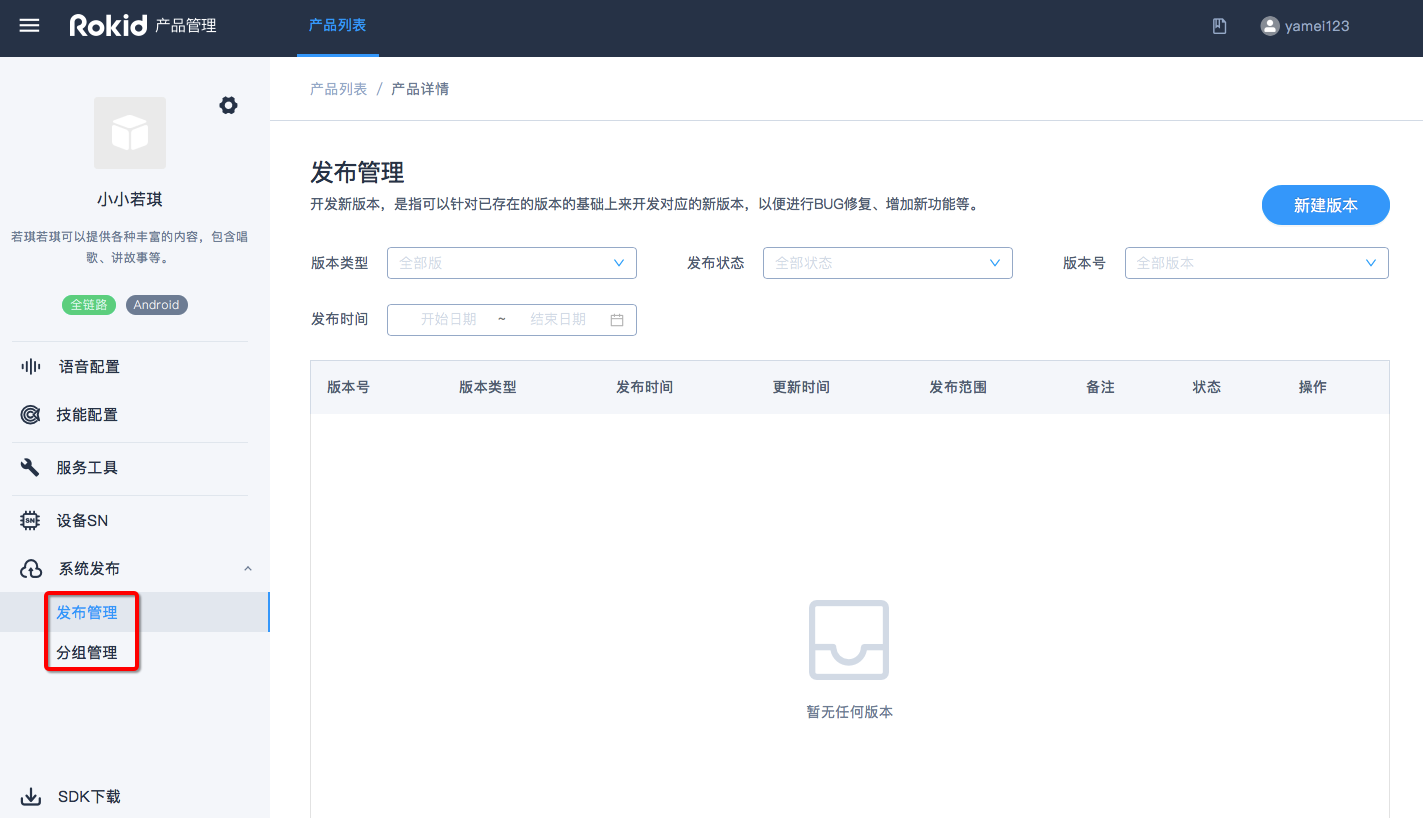 Rokid 产品管理
产品列表
yamei123
产品列表 / 产品详情
小小若琪
若琪若琪可以提供各种丰富的内容，包含唱
歌、讲故事等。
全链路 Android
语音配置
技能配置
服务工具
SN 设备SN
系统发布
发布管理
分组管理
SDK下载
发布管理
开发新版本，是指可以针对已存在的版本的基础上来开发对应的新版本，以便进行BUG修复、增加新功能等。
新建版本
版本类型 全部版 发布状态 全部状态 版本号 全部版本
发布时间 开始日期 ~ 结束日期
版本号 版本类型 发布时间 更新时间 发布范围 备注 状态 操作
暂无任何版本